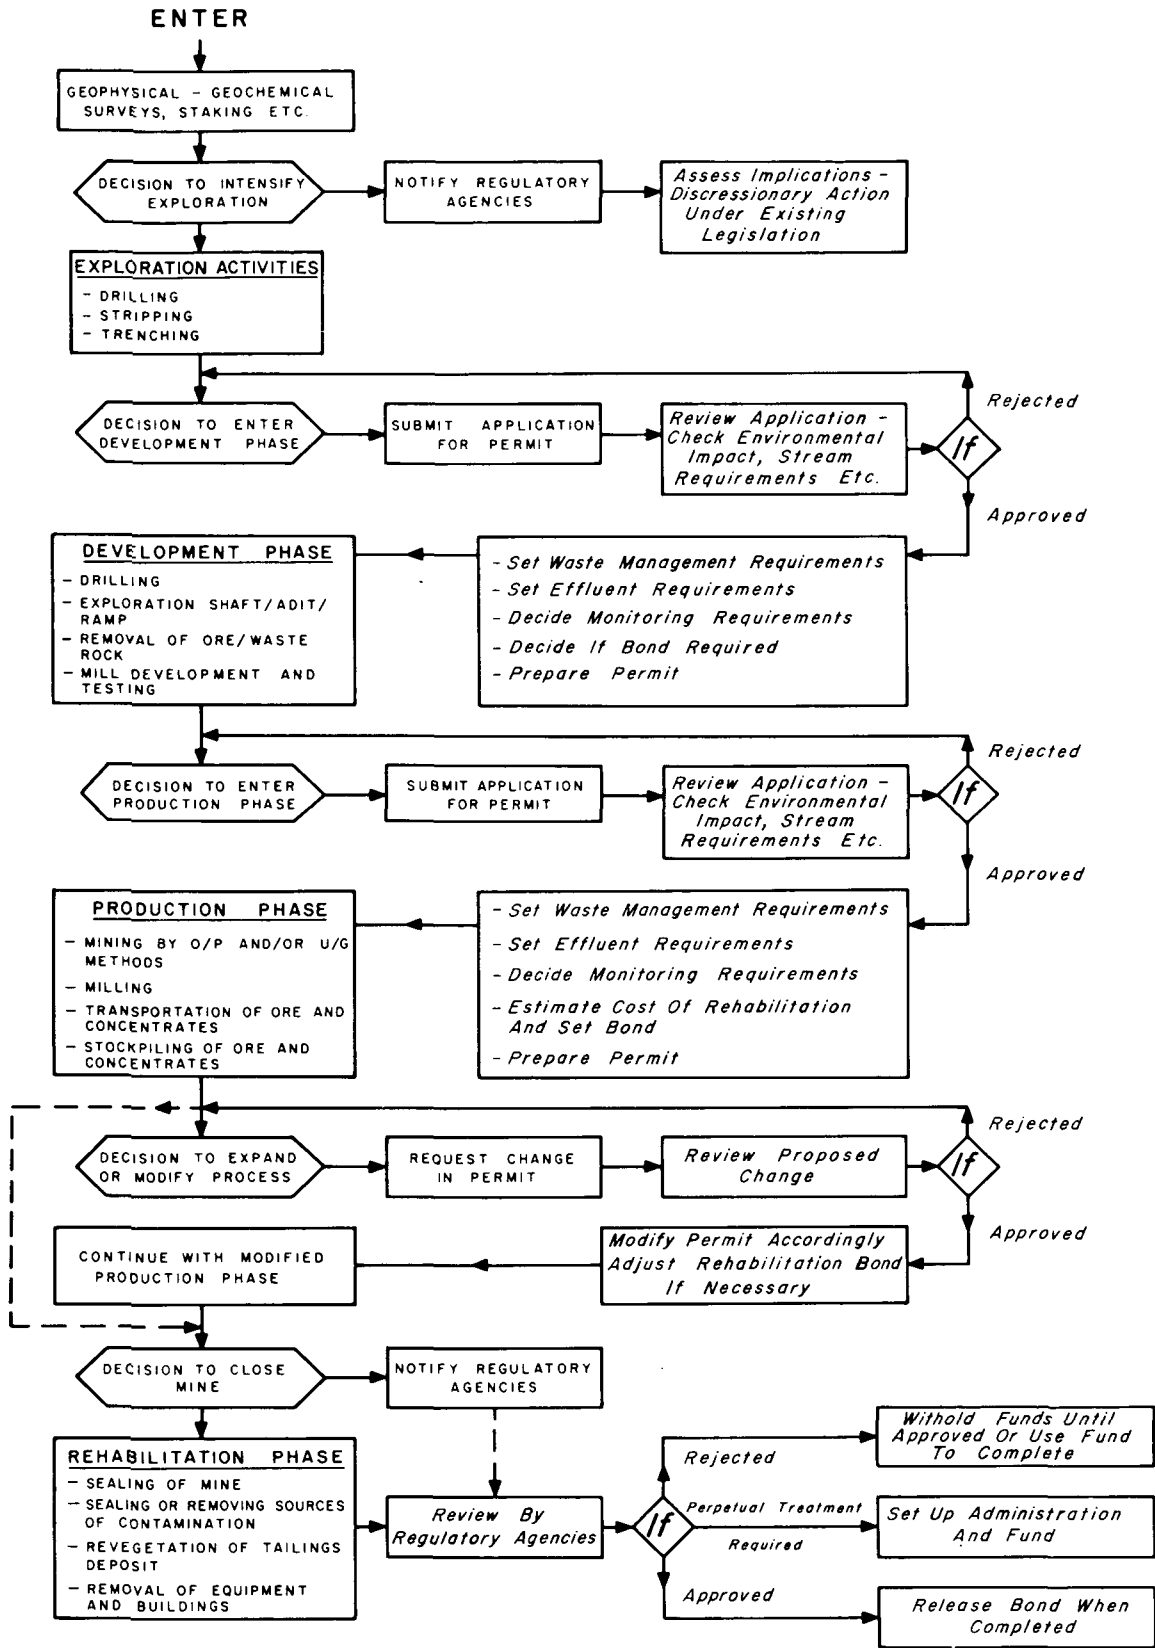 ENTER
GEOPHYSICAL – GEOCHEMICAL
SURVEYS, STAKING ETC.
DECISION TO INTENSIFY
EXPLORATION
NOTIFY REGULATORY
AGENCIES
Assess Implications –
Discressionary Action
Under Existing
Legislation
EXPLORATION ACTIVITIES
– DRILLING
– STRIPPING
– TRENCHING
Rejected
DECISION TO ENTER
DEVELOPMENT PHASE
SUBMIT APPLICATION
FOR PERMIT
Review Application –
Check Environmental
Impact, Stream
Requirements Etc.
If
Approved
DEVELOPMENT PHASE
– DRILLING
– EXPLORATION SHAFT/ADIT/
RAMP
– REMOVAL OF ORE/WASTE
ROCK
– MILL DEVELOPMENT AND
TESTING
– Set Waste Management Requirements
– Set Effluent Requirements
– Decide Monitoring Requirements
– Decide If Bond Required
– Prepare Permit
Rejected
DECISION TO ENTER
PRODUCTION PHASE
SUBMIT APPLICATION
FOR PERMIT
Review Application –
Check Environmental
Impact, Stream
Requirements Etc.
If
Approved
PRODUCTION PHASE
– MINING BY O/P AND/OR U/G
METHODS
– MILLING
– TRANSPORTATION OF ORE AND
CONCENTRATES
– STOCKPILING OF ORE AND
CONCENTRATES
– Set Waste Management Requirements
– Set Effluent Requirements
– Decide Monitoring Requirements
– Estimate Cost Of Rehabilitation
And Set Bond
– Prepare Permit
Rejected
DECISION TO EXPAND
OR MODIFY PROCESS
REQUEST CHANGE
IN PERMIT
Review Proposed
Change
If
Approved
CONTINUE WITH MODIFIED
PRODUCTION PHASE
Modify Permit Accordingly
Adjust Rehabilitation Bond
If Necessary
DECISION TO CLOSE
MINE
NOTIFY REGULATORY
AGENCIES
REHABILITATION PHASE
– SEALING OF MINE
– SEALING OR REMOVING SOURCES
OF CONTAMINATION
– REVEGETATION OF TAILINGS
DEPOSIT
– REMOVAL OF EQUIPMENT
AND BUILDINGS
Review By
Regulatory Agencies
If
Rejected
Withold Funds Until
Approved Or Use Fund
To Complete
Perpetual Treatment
Required
Set Up Administration
And Fund
Approved
Release Bond When
Completed